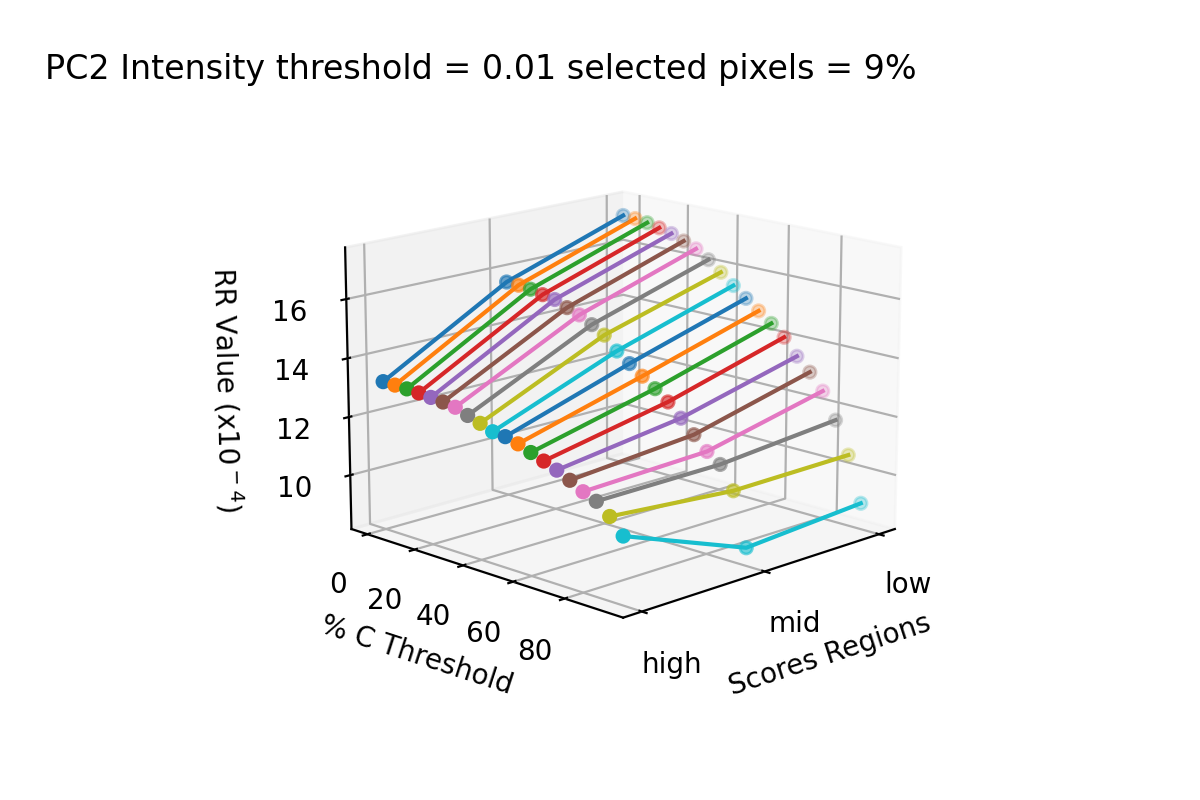 PC2 Intensity threshold = 0.01 selected pixels = 9%
RR Value (x10⁻⁴)
16
14
12
10
0
20
40
60
80
% C Threshold
high
mid
low
Scores Regions